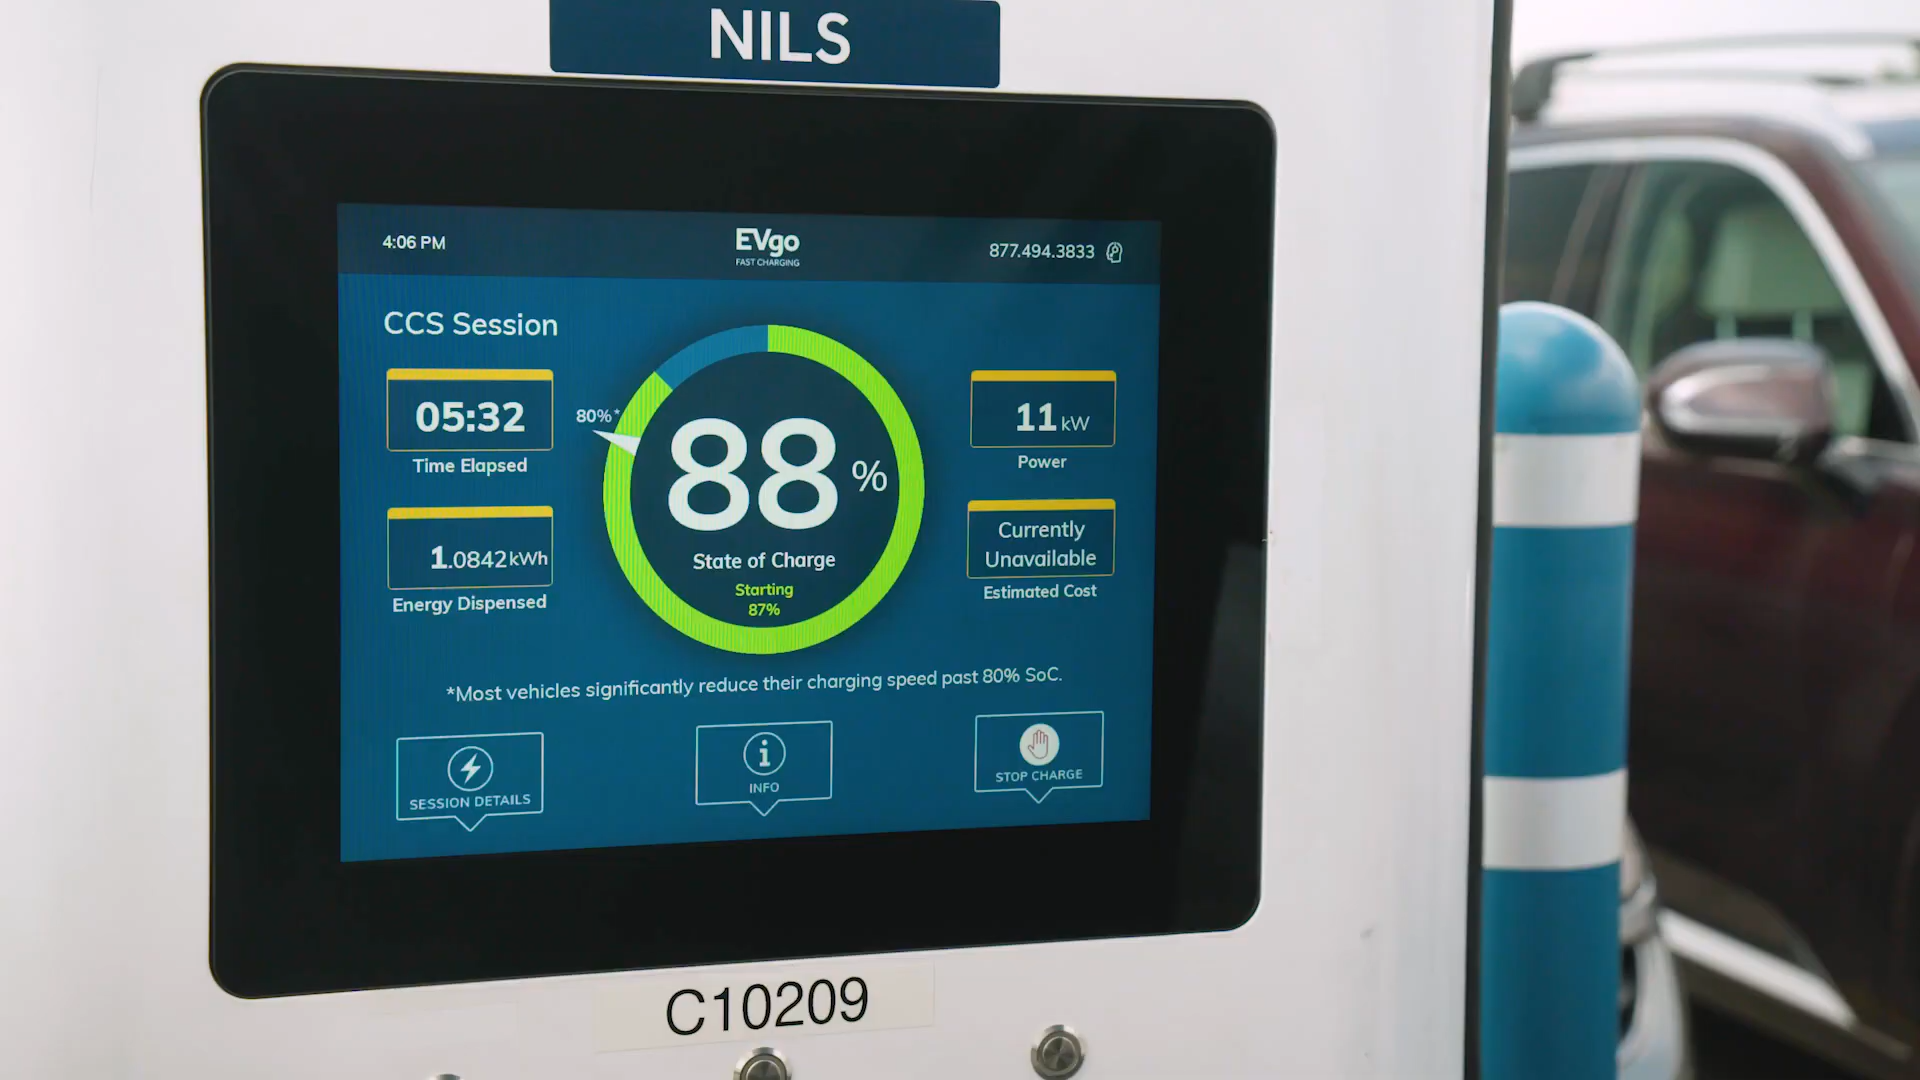 NILS
4:06 PM
EVgo
FAST CHARGING
877.494.3833
CCS Session
05:32
Time Elapsed
1.0842 kWh
Energy Dispensed
80%*
88%
State of Charge
Starting
87%
11 kW
Power
Currently
Unavailable
Estimated Cost
*Most vehicles significantly reduce their charging speed past 80% SoC.
SESSION DETAILS
INFO
STOP CHARGE
C10209